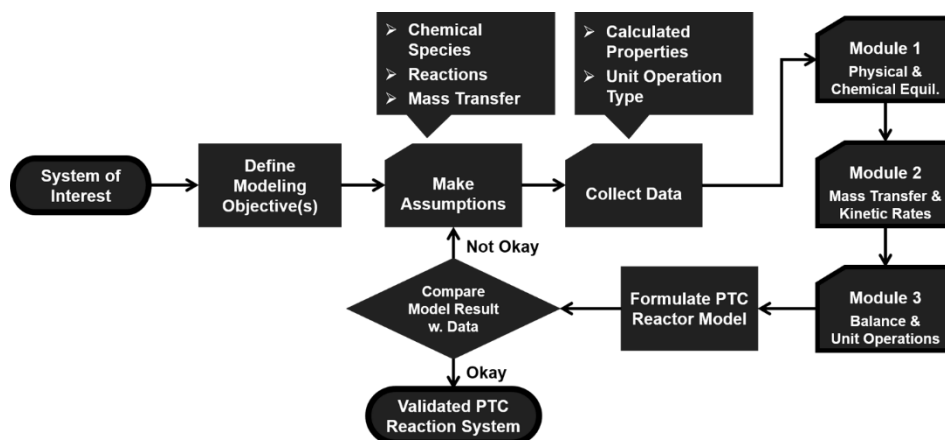 Chemical
Species
Reactions
Mass Transfer
Calculated
Properties
Unit Operation
Type
Module 1
Physical &
Chemical Equil.
System of
Interest
Define
Modeling
Objective(s)
Make
Assumptions
Collect Data
Module 2
Mass Transfer &
Kinetic Rates
Not Okay
Compare
Model Result
w. Data
Formulate PTC
Reactor Model
Module 3
Balance &
Unit Operations
Okay
Validated PTC
Reaction System